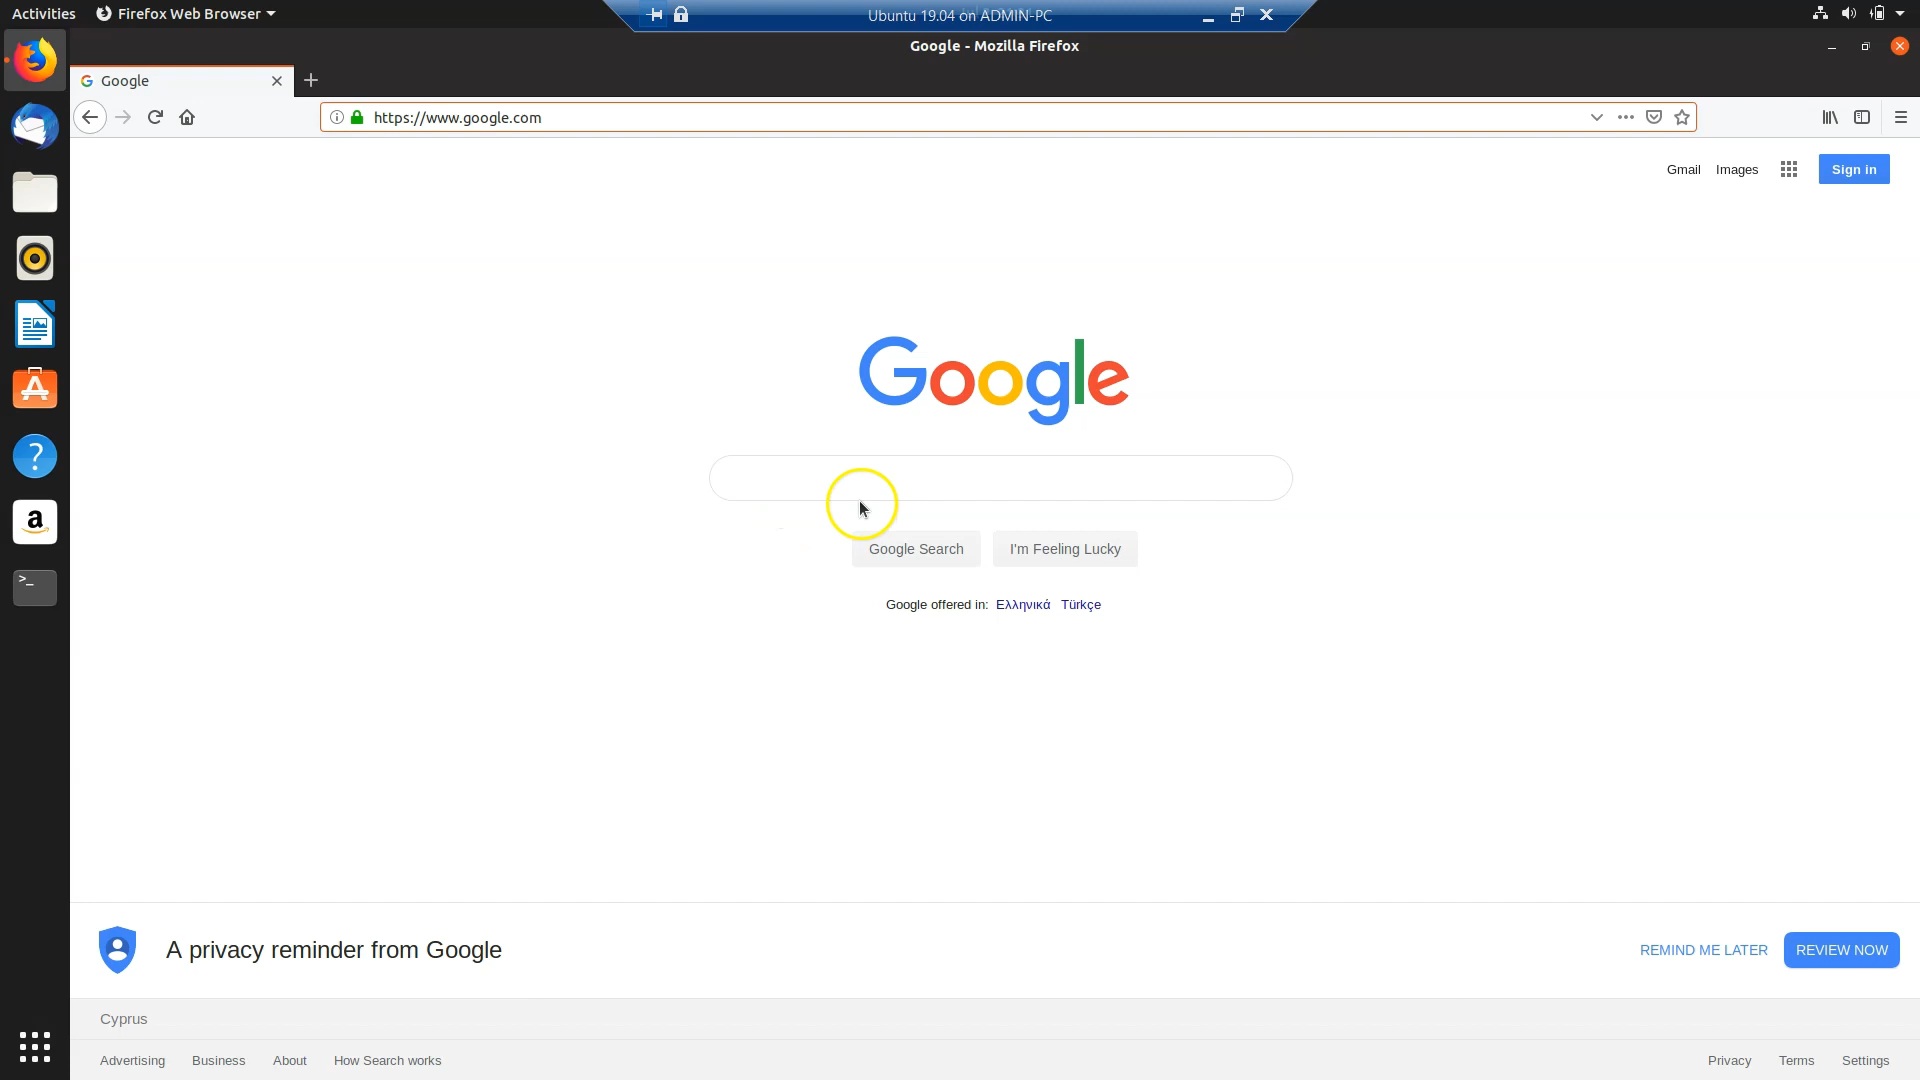 Activities Firefox Web Browser
Ubuntu 19.04 on ADMIN-PC
Google - Mozilla Firefox
Google
https://www.google.com
Gmail Images Sign in
Google
Google Search I'm Feeling Lucky
Google offered in: Ελληνικά Türkçe
A privacy reminder from Google
REMIND ME LATER REVIEW NOW
Cyprus
Advertising Business About How Search works
Privacy Terms Settings